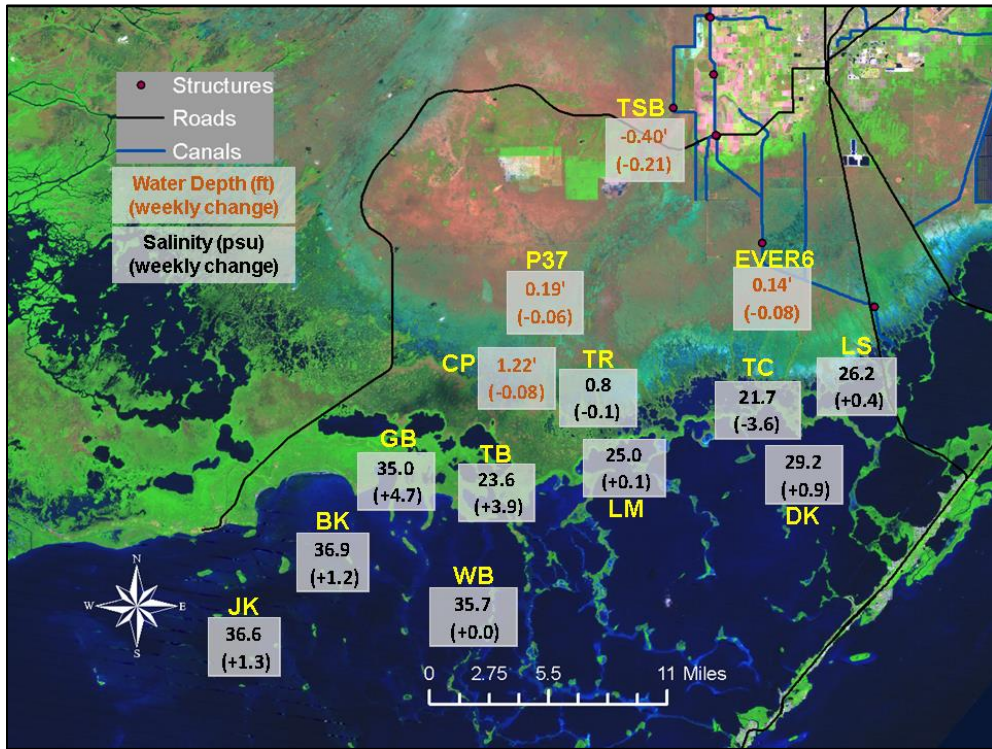 Structures
Roads
Canals
Water Depth (ft)
(weekly change)
Salinity (psu)
(weekly change)
TSB
-0.40'
(-0.21)
P37
0.19'
(-0.06)
EVER6
0.14'
(-0.08)
CP
1.22'
(-0.08)
TR
0.8
(-0.1)
TC
21.7
(-3.6)
LS
26.2
(+0.4)
GB
35.0
(+4.7)
TB
23.6
(+3.9)
25.0
(+0.1)
LM
29.2
(+0.9)
DK
BK
36.9
(+1.2)
WB
35.7
(+0.0)
JK
36.6
(+1.3)
N
W E
S
0 2.75 5.5 11 Miles